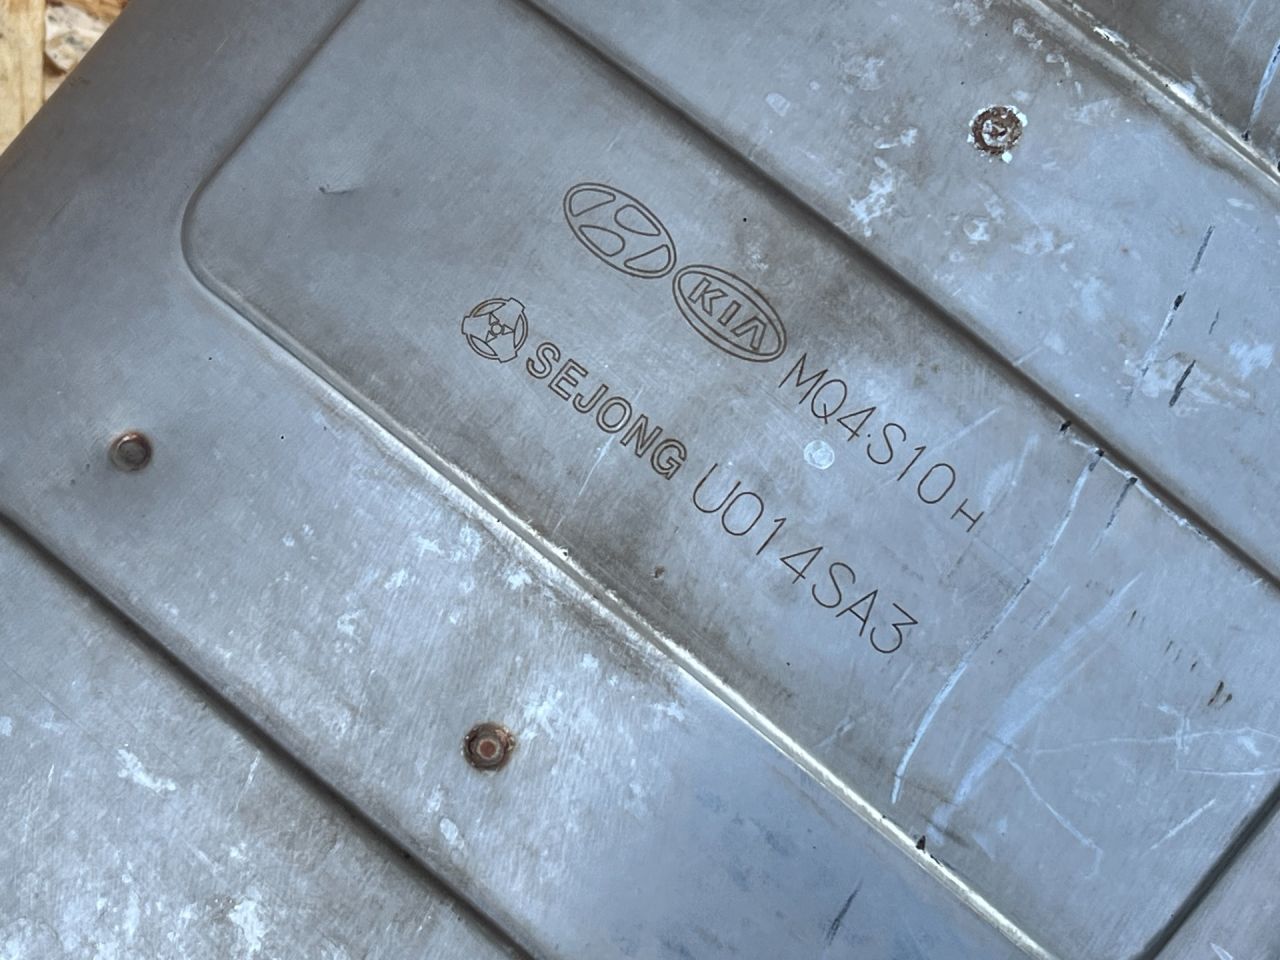 KIA MQ4S10 H
SEJONG U014SA3